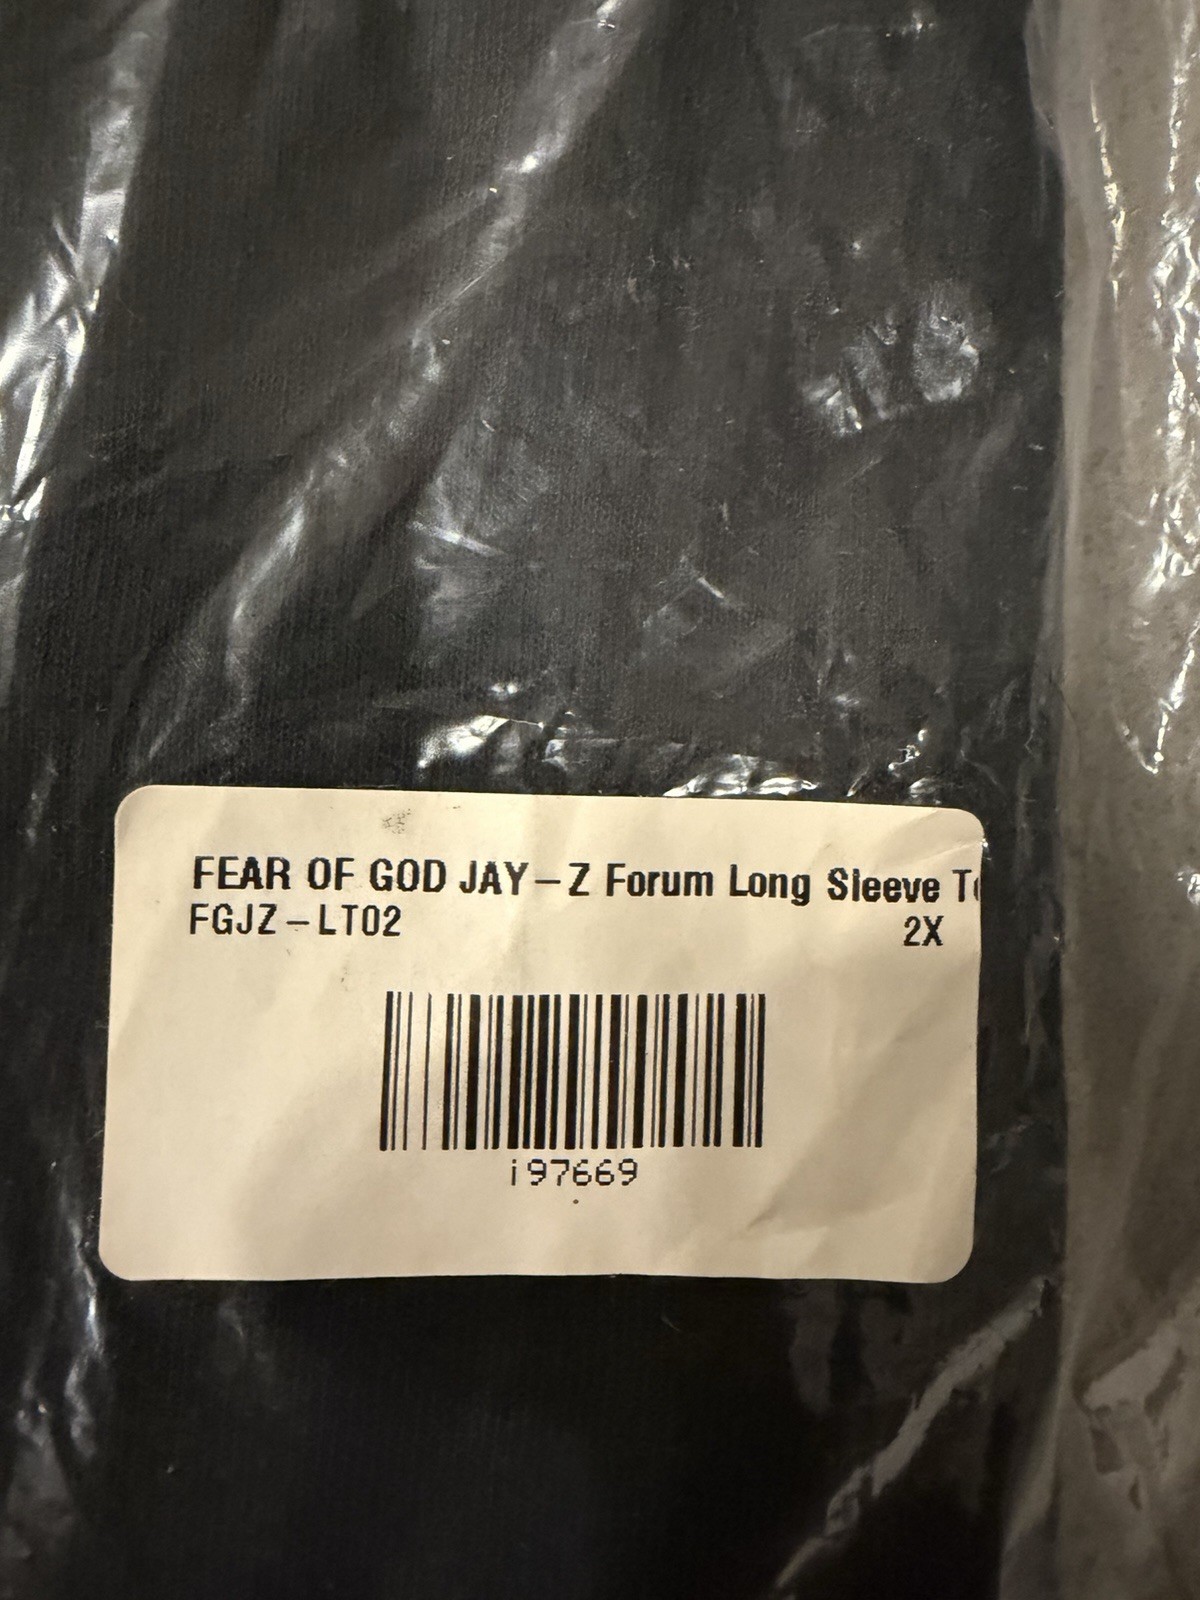 FEAR OF GOD JAY-Z Forum Long Sleeve
FGJZ-LT02 2X
i97669